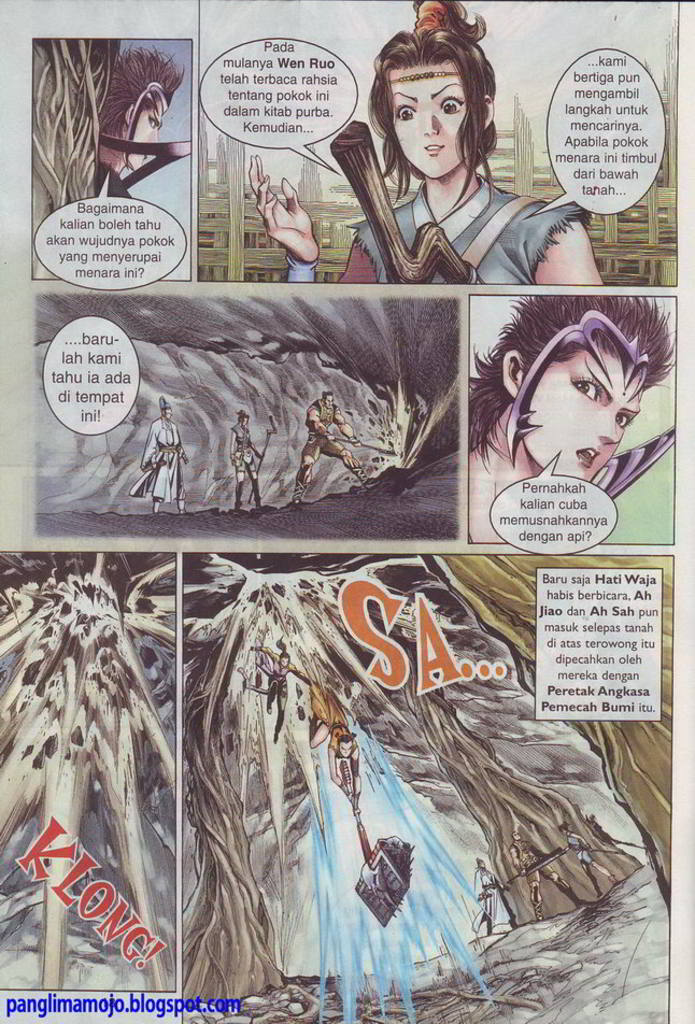 Bagaimana
kalian boleh tahu
akan wujudnya pokok
yang menyerupai
menara ini?
Pada
mulanya Wen Ruo
telah terbaca rahsia
tentang pokok ini
dalam kitab purba.
Kemudian...
...kami
bertiga pun
mengambil
langkah untuk
mencarinya.
Apabila pokok
menara ini timbul
dari bawah
tanah...
....baru-
lah kami
tahu ia ada
di tempat
ini!
Pernahkah
kalian cuba
memusnahkannya
dengan api?
KLONG!
SA...
Baru saja Hati Waja
habis berbicara, Ah
Jiao dan Ah Sah pun
masuk selepas tanah
di atas terowong itu
dipecahkan oleh
mereka dengan
Peretak Angkasa
Pemecah Bumi itu.
panglimamojo.blogspot.com